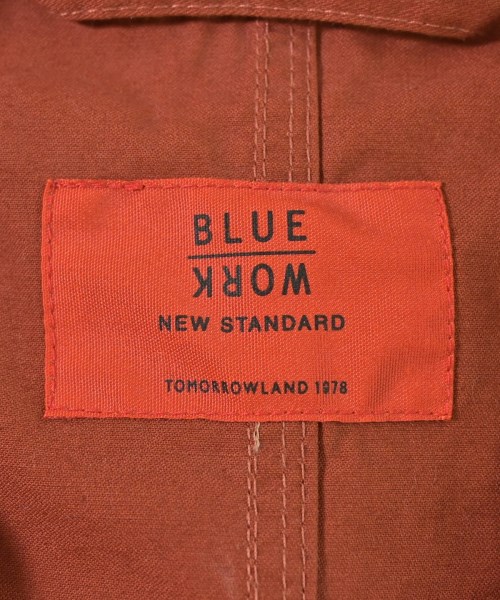 BLUE
WORK
NEW STANDARD
TOMORROWLAND 1978